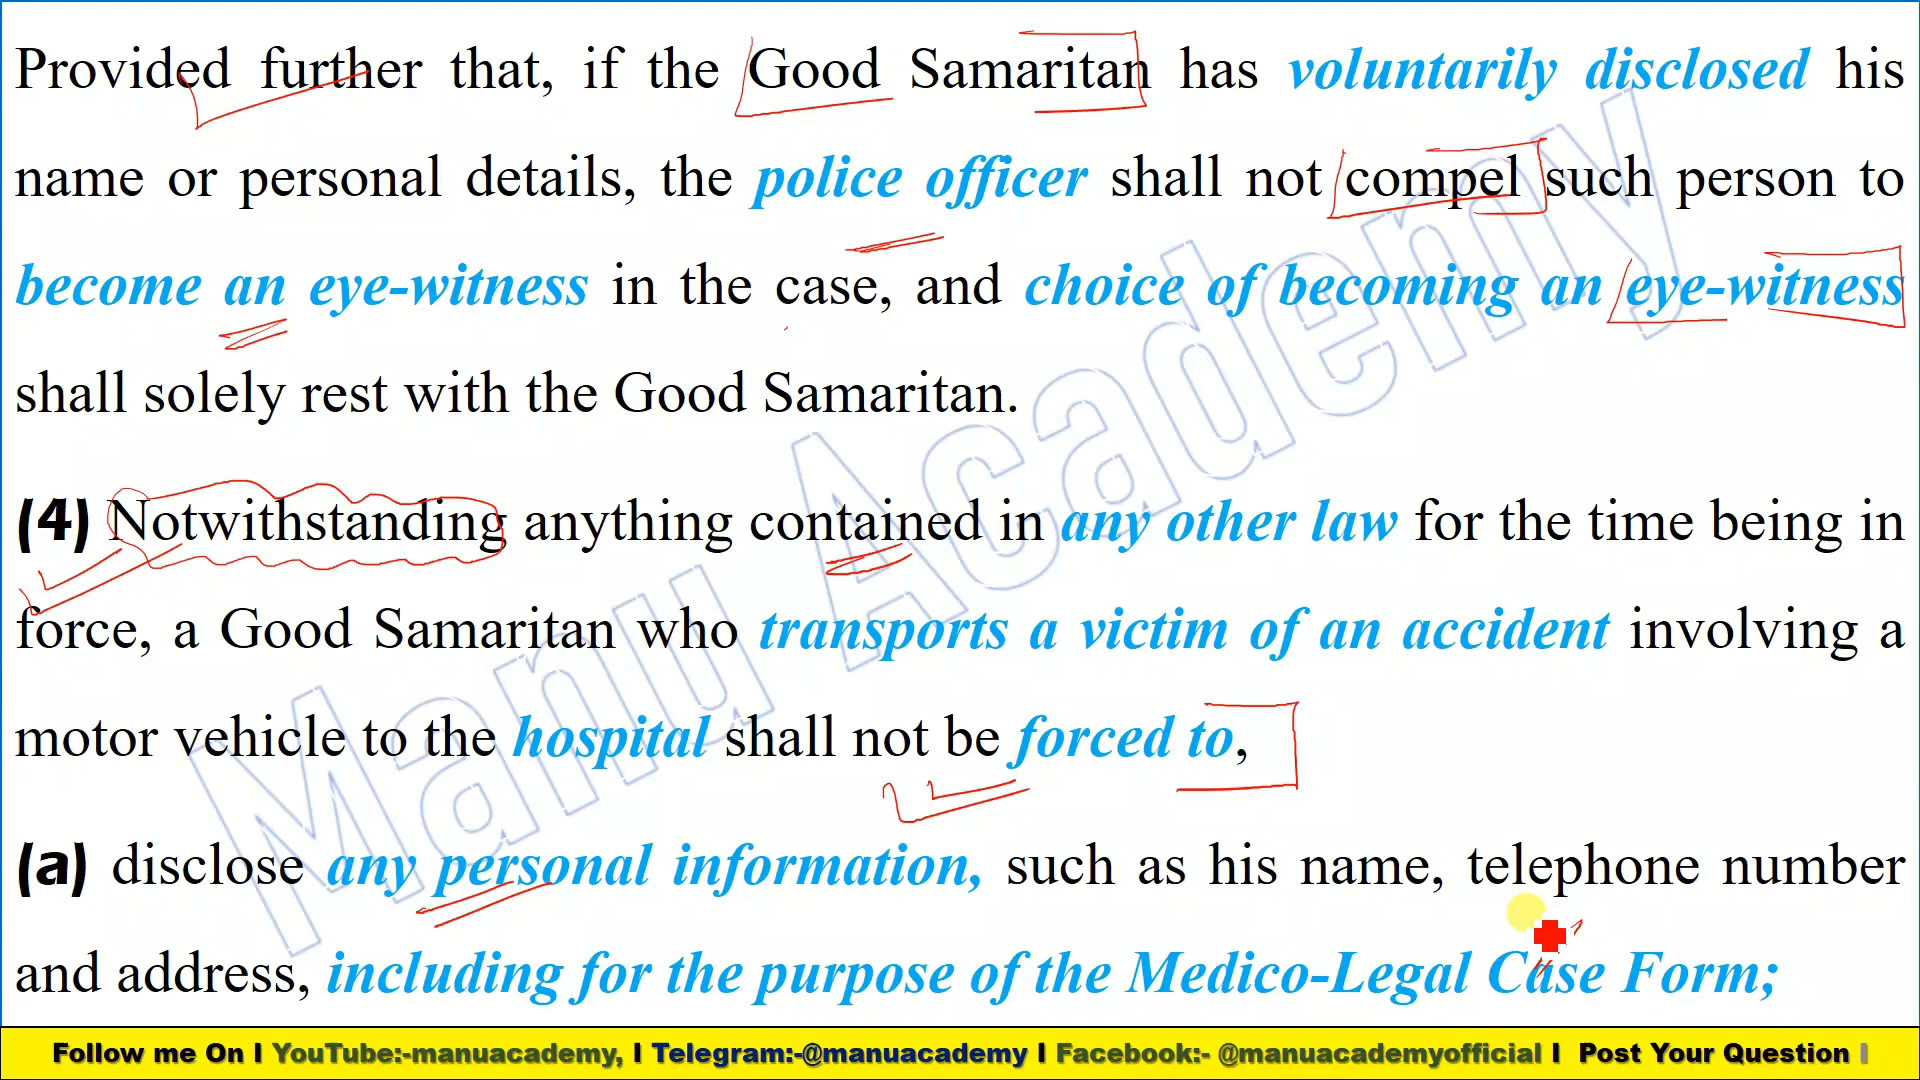 Provided further that, if the Good Samaritan has voluntarily disclosed his
name or personal details, the police officer shall not compel such person to
become an eye-witness in the case, and choice of becoming an eye-witness
shall solely rest with the Good Samaritan.
(4) Notwithstanding anything contained in any other law for the time being in
force, a Good Samaritan who transports a victim of an accident involving a
motor vehicle to the hospital shall not be forced to,
(a) disclose any personal information, such as his name, telephone number
and address, including for the purpose of the Medico-Legal Case Form;
Manu Academy
Follow me On I YouTube:-manuacademy, I Telegram:-@manuacademy I Facebook:- @manuacademyofficial I Post Your Question I